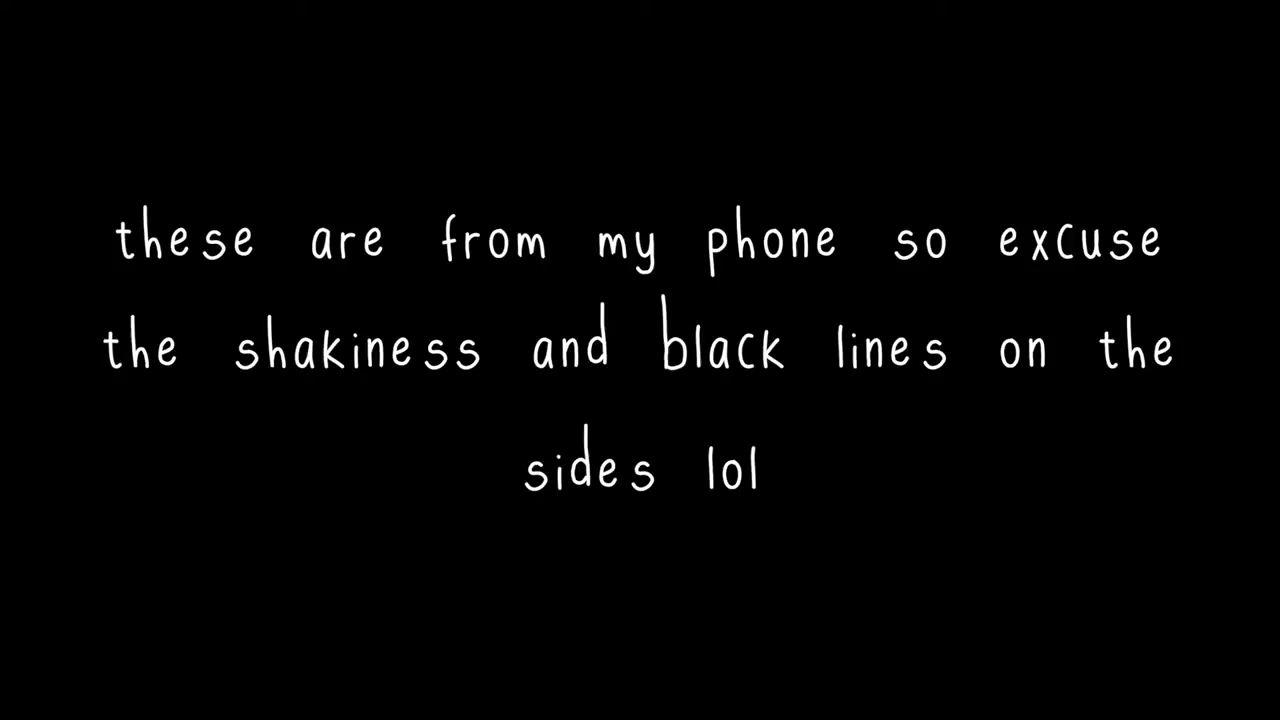 these are from my phone so excuse
the shakiness and black lines on the
sides lol